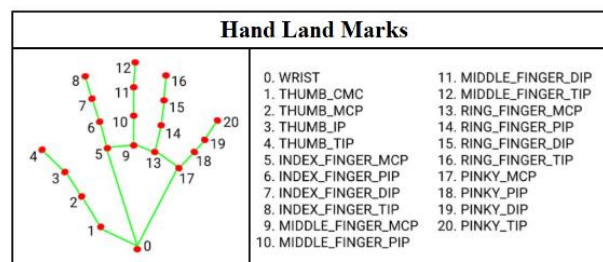 Hand Land Marks
12
16
8
11
7
15
20
6
10
14
19
4
5
9
13
18
3
17
2
1
0
0. WRIST
1. THUMB_CMC
2. THUMB_MCP
3. THUMB_IP
4. THUMB_TIP
5. INDEX_FINGER_MCP
6. INDEX_FINGER_PIP
7. INDEX_FINGER_DIP
8. INDEX_FINGER_TIP
9. MIDDLE_FINGER_MCP
10. MIDDLE_FINGER_PIP
11. MIDDLE_FINGER_DIP
12. MIDDLE_FINGER_TIP
13. RING_FINGER_MCP
14. RING_FINGER_PIP
15. RING_FINGER_DIP
16. RING_FINGER_TIP
17. PINKY_MCP
18. PINKY_PIP
19. PINKY_DIP
20. PINKY_TIP